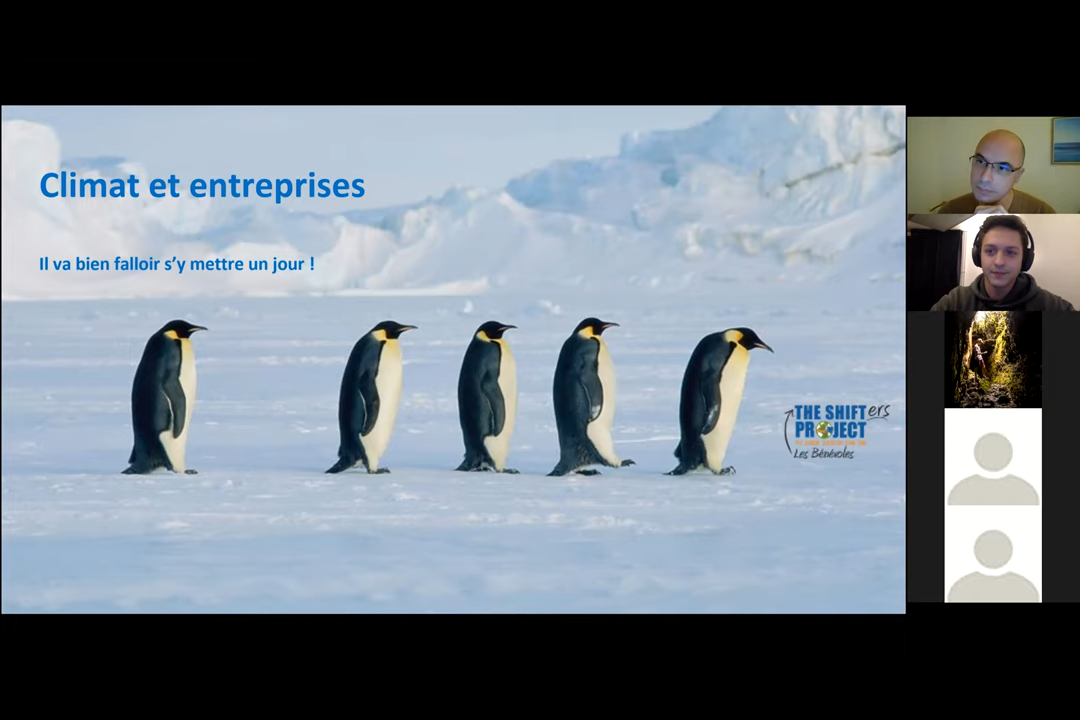 Climat et entreprises
Il va bien falloir s’y mettre un jour !
THE SHIFTers
PROJECT
Les Bénévoles